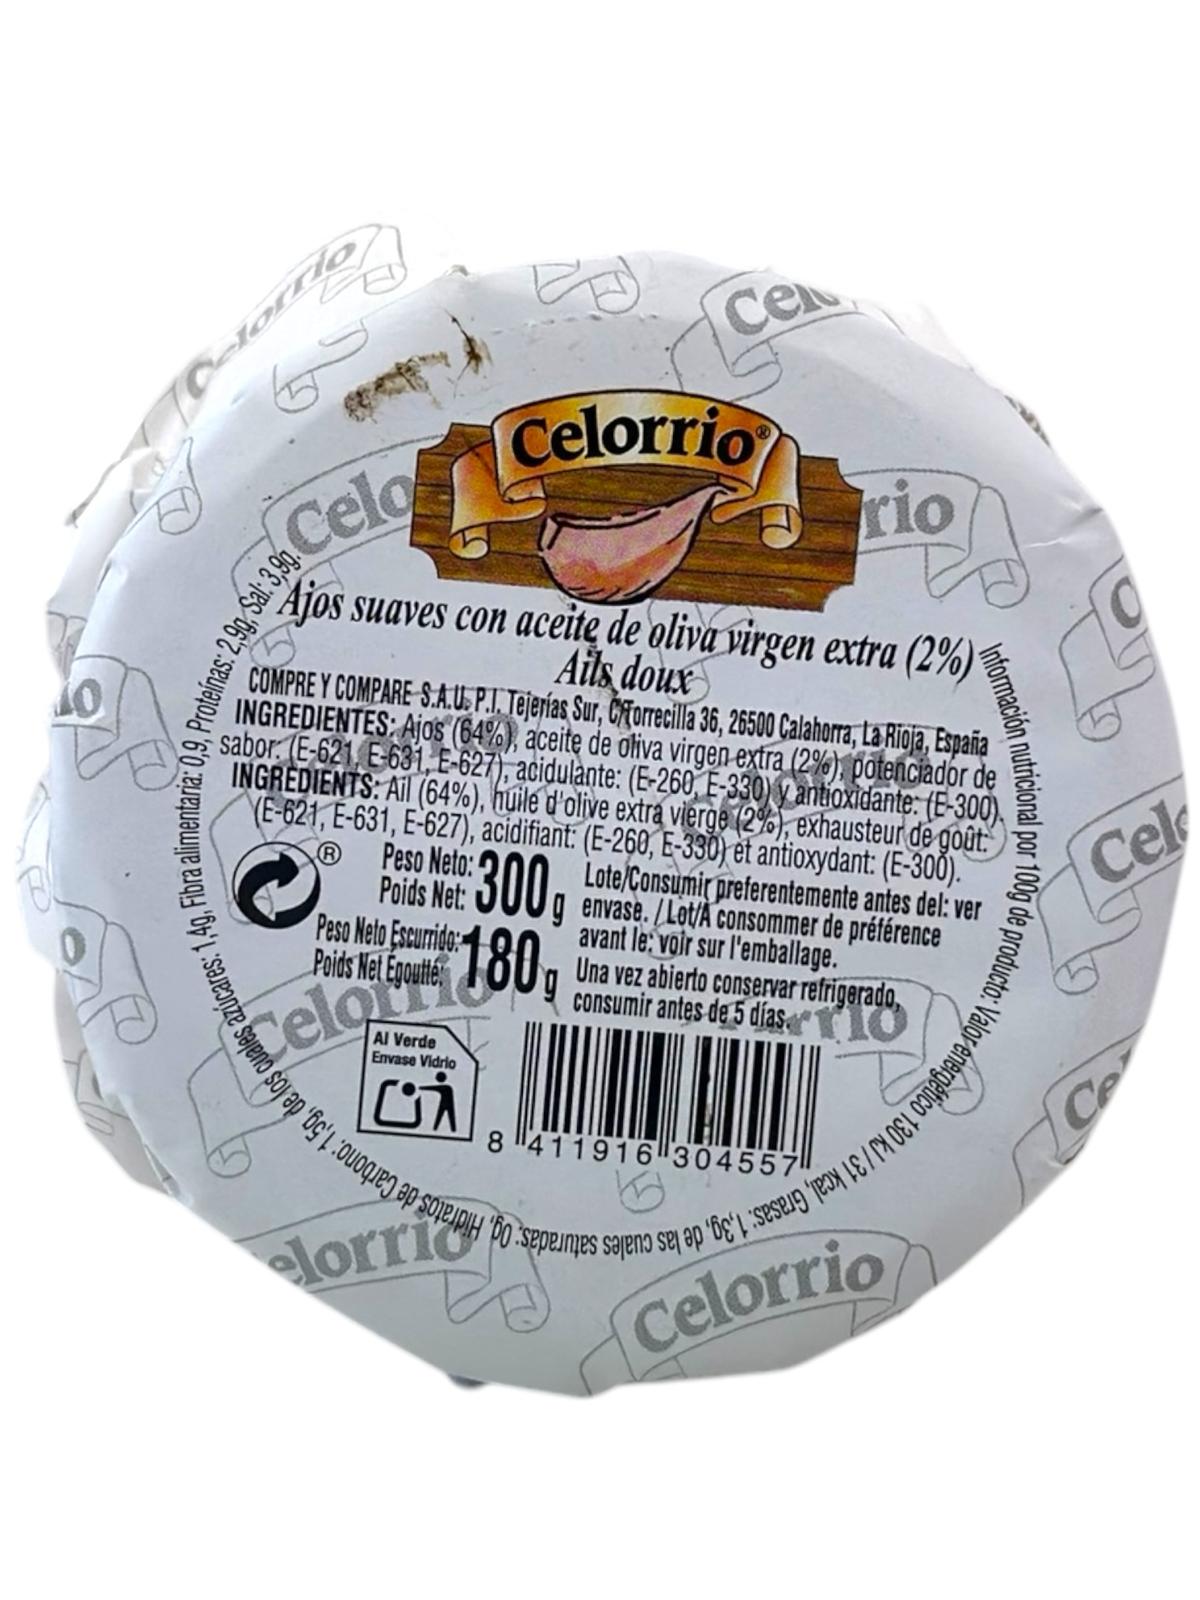 Celorrio®
Ajos suaves con aceite de oliva virgen extra (2%)
Ails doux
COMPRE Y COMPARE S.A.U. P.I. Tejerías Sur, C/Torrecilla 36, 26500 Calahorra, La Rioja, España
INGREDIENTES: Ajos (64%), aceite de oliva virgen extra (2%), potenciador de
sabor: (E-621, E-631, E-627), acidulante: (E-260, E-330) y antioxidante: (E-300).
INGRÉDIENTS: Ail (64%), huile d'olive extra vierge (2%), exhausteur de goût:
(E-621, E-631, E-627), acidifiant: (E-260, E-330) et antioxydant: (E-300).
®
Peso Neto:
Poids Net: 300 g
Peso Neto Escurrido:
Poids Net Égoutté: 180 g
Lote/Consumir preferentemente antes del: ver
envase. / Lot/A consommer de préférence
avant le: voir sur l'emballage.
Una vez abierto conservar refrigerado,
consumir antes de 5 días.
Al Verde
Envase Vidrio
8 411916 304557
Información nutricional por 100g de producto: Valor energético 130 kJ / 31 kcal, Grasas: 1,3g, de las cuales saturadas: 0g, Hidratos de Carbono: 1,5g, de los cuales azúcares: 1,4g, Fibra alimentaria: 0,9, Proteínas: 2,9g, Sal: 3,9g.
Celorrio
Celorrio